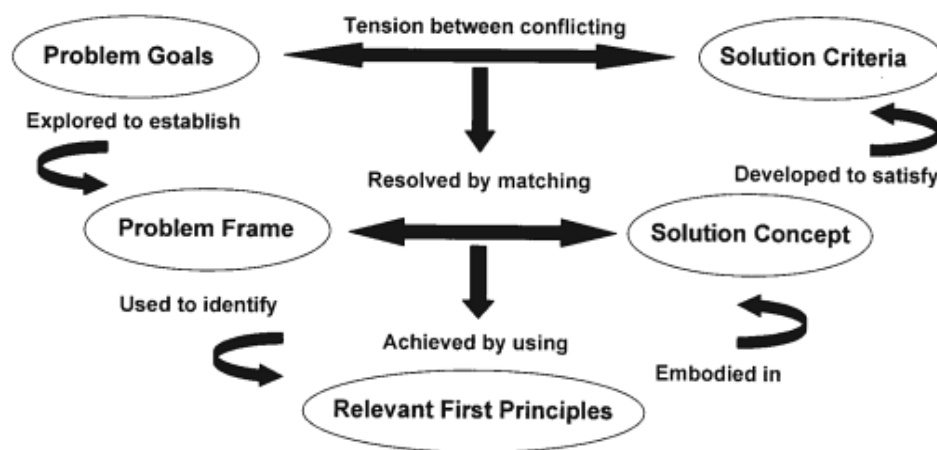 Tension between conflicting
Problem Goals
Solution Criteria
Explored to establish
Resolved by matching
Developed to satisfy
Problem Frame
Solution Concept
Used to identify
Achieved by using
Embodied in
Relevant First Principles